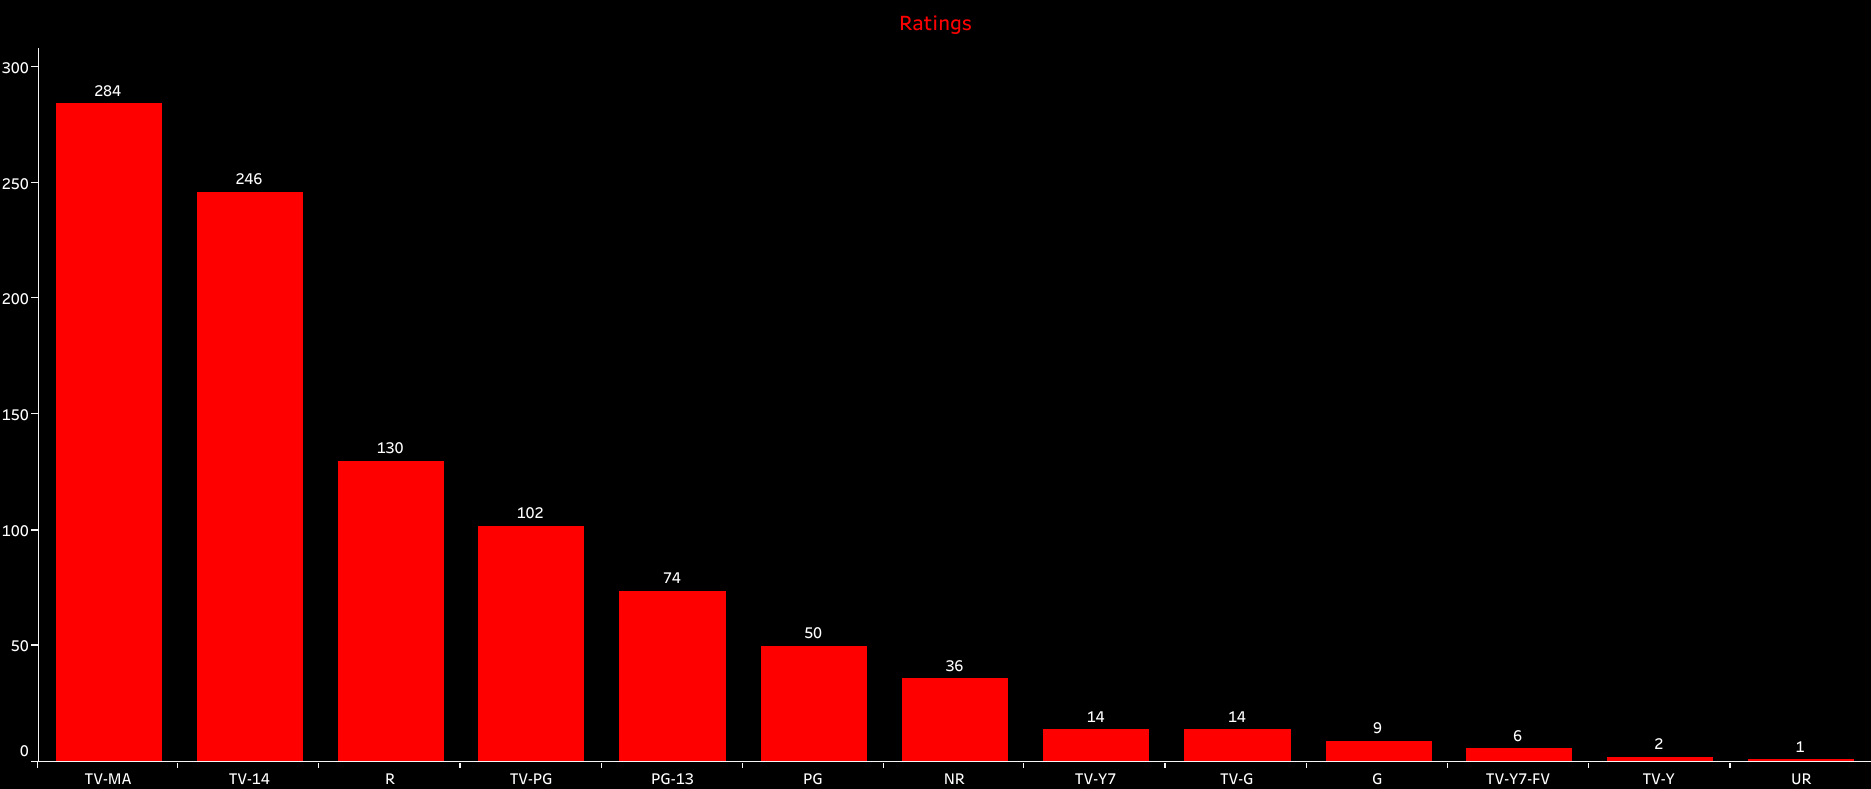 Ratings
300
250
200
150
100
50
0
284
246
130
102
74
50
36
14
14
9
6
2
1
TV-MA
TV-14
R
TV-PG
PG-13
PG
NR
TV-Y7
TV-G
G
TV-Y7-FV
TV-Y
UR